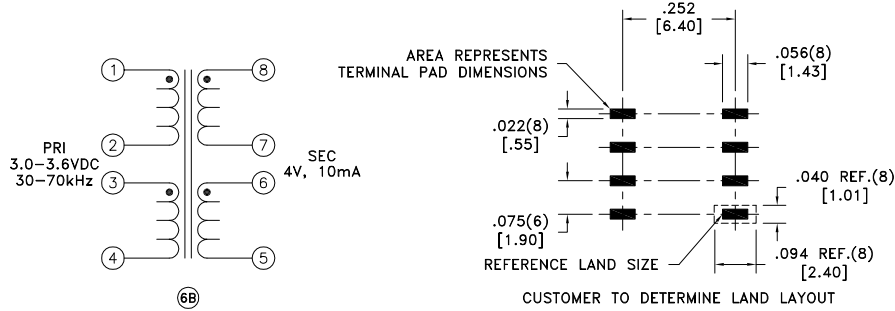 1
8
2
7
PRI
3.0-3.6VDC
30-70kHz
SEC
4V, 10mA
3
6
4
5
6B
.252
[6.40]
AREA REPRESENTS
TERMINAL PAD DIMENSIONS
.056(8)
[1.43]
.022(8)
[.55]
.040 REF.(8)
[1.01]
.075(6)
[1.90]
.094 REF.(8)
[2.40]
REFERENCE LAND SIZE
CUSTOMER TO DETERMINE LAND LAYOUT